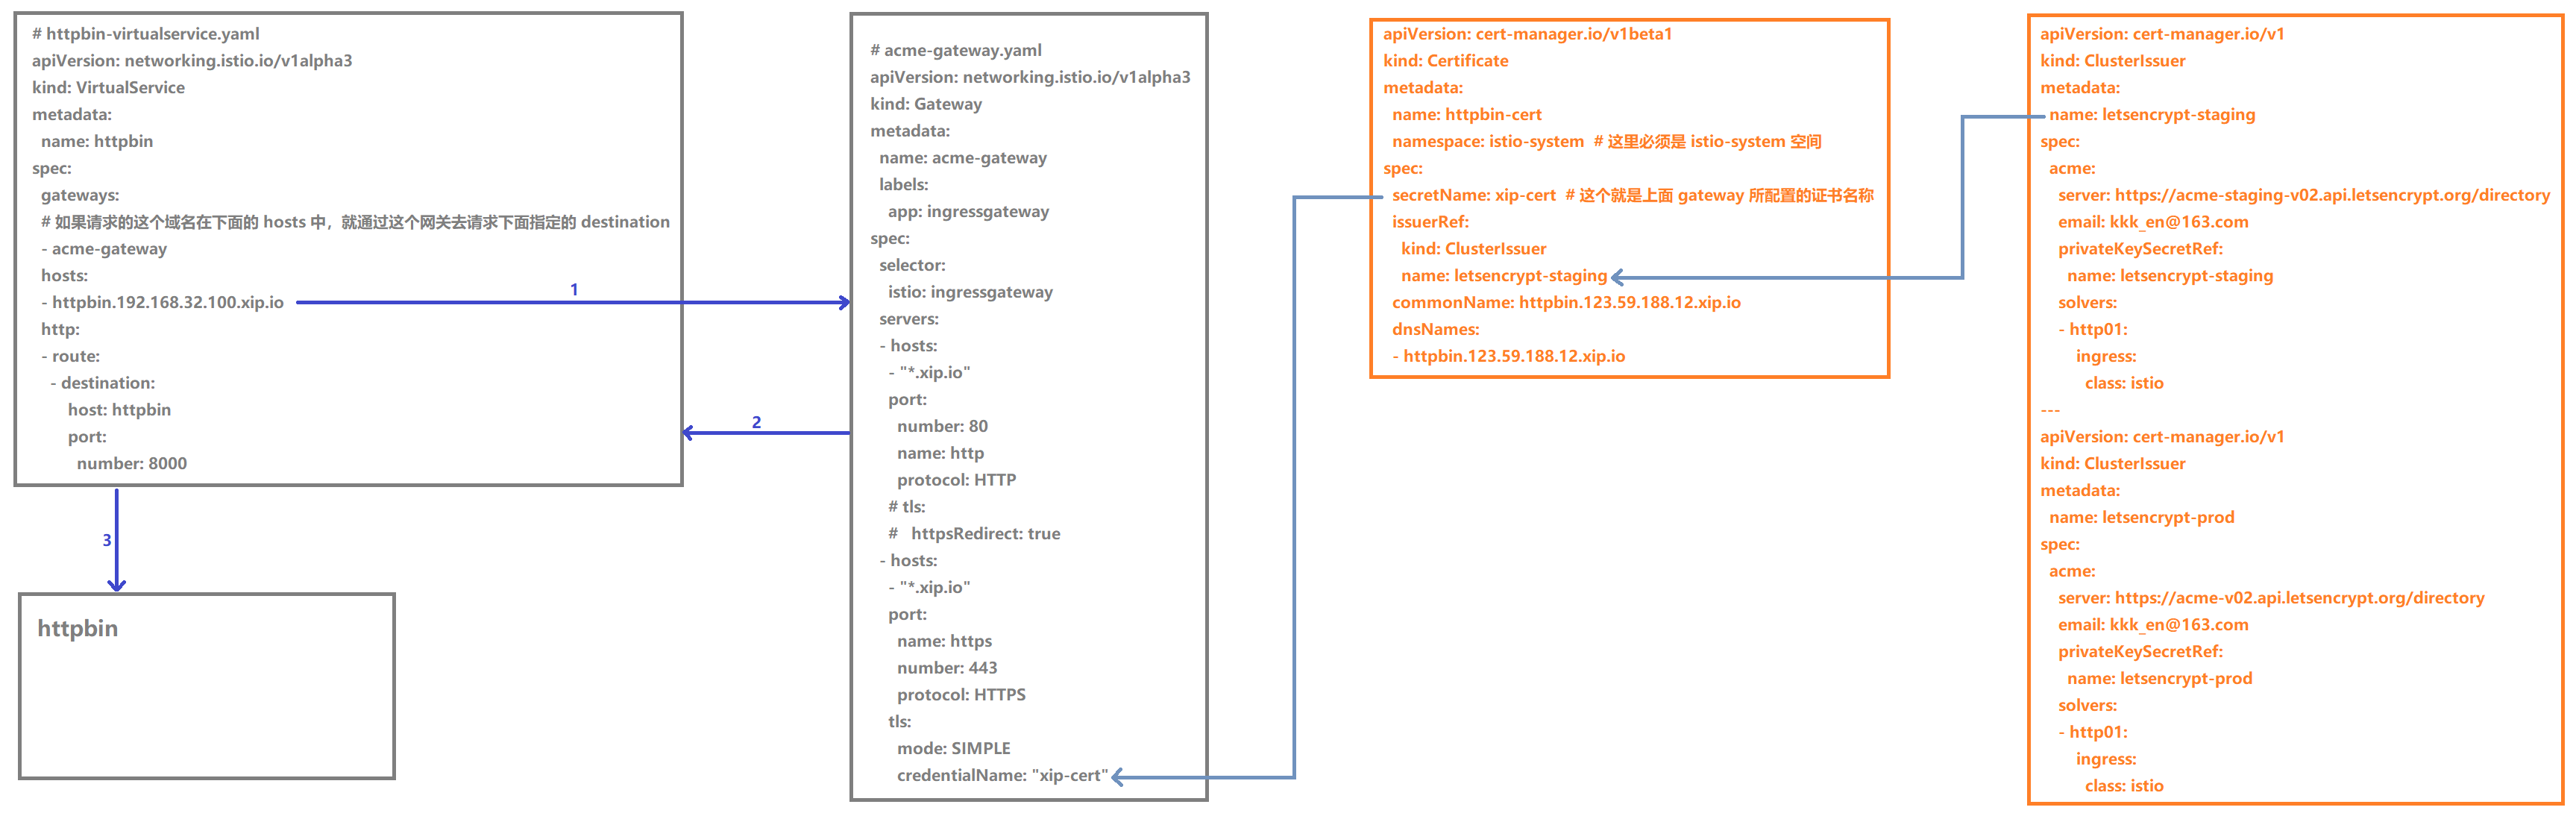 # httpbin-virtualservice.yaml
apiVersion: networking.istio.io/v1alpha3
kind: VirtualService
metadata:
  name: httpbin
spec:
  gateways:
  # 如果请求的这个域名在下面的 hosts 中，就通过这个网关去请求下面指定的 destination
  - acme-gateway
  hosts:
  - httpbin.192.168.32.100.xip.io
  http:
  - route:
    - destination:
        host: httpbin
        port:
          number: 8000
1
2
3
httpbin
# acme-gateway.yaml
apiVersion: networking.istio.io/v1alpha3
kind: Gateway
metadata:
  name: acme-gateway
  labels:
    app: ingressgateway
spec:
  selector:
    istio: ingressgateway
  servers:
  - hosts:
    - "*.xip.io"
    port:
      number: 80
      name: http
      protocol: HTTP
    # tls:
    #   httpsRedirect: true
  - hosts:
    - "*.xip.io"
    port:
      name: https
      number: 443
      protocol: HTTPS
    tls:
      mode: SIMPLE
      credentialName: "xip-cert"
apiVersion: cert-manager.io/v1beta1
kind: Certificate
metadata:
  name: httpbin-cert
  namespace: istio-system  # 这里必须是 istio-system 空间
spec:
  secretName: xip-cert  # 这个就是上面 gateway 所配置的证书名称
  issuerRef:
    kind: ClusterIssuer
    name: letsencrypt-staging
  commonName: httpbin.123.59.188.12.xip.io
  dnsNames:
  - httpbin.123.59.188.12.xip.io
apiVersion: cert-manager.io/v1
kind: ClusterIssuer
metadata:
  name: letsencrypt-staging
spec:
  acme:
    server: https://acme-staging-v02.api.letsencrypt.org/directory
    email: kkk_en@163.com
    privateKeySecretRef:
      name: letsencrypt-staging
    solvers:
    - http01:
        ingress:
          class: istio
---
apiVersion: cert-manager.io/v1
kind: ClusterIssuer
metadata:
  name: letsencrypt-prod
spec:
  acme:
    server: https://acme-v02.api.letsencrypt.org/directory
    email: kkk_en@163.com
    privateKeySecretRef:
      name: letsencrypt-prod
    solvers:
    - http01:
        ingress:
          class: istio